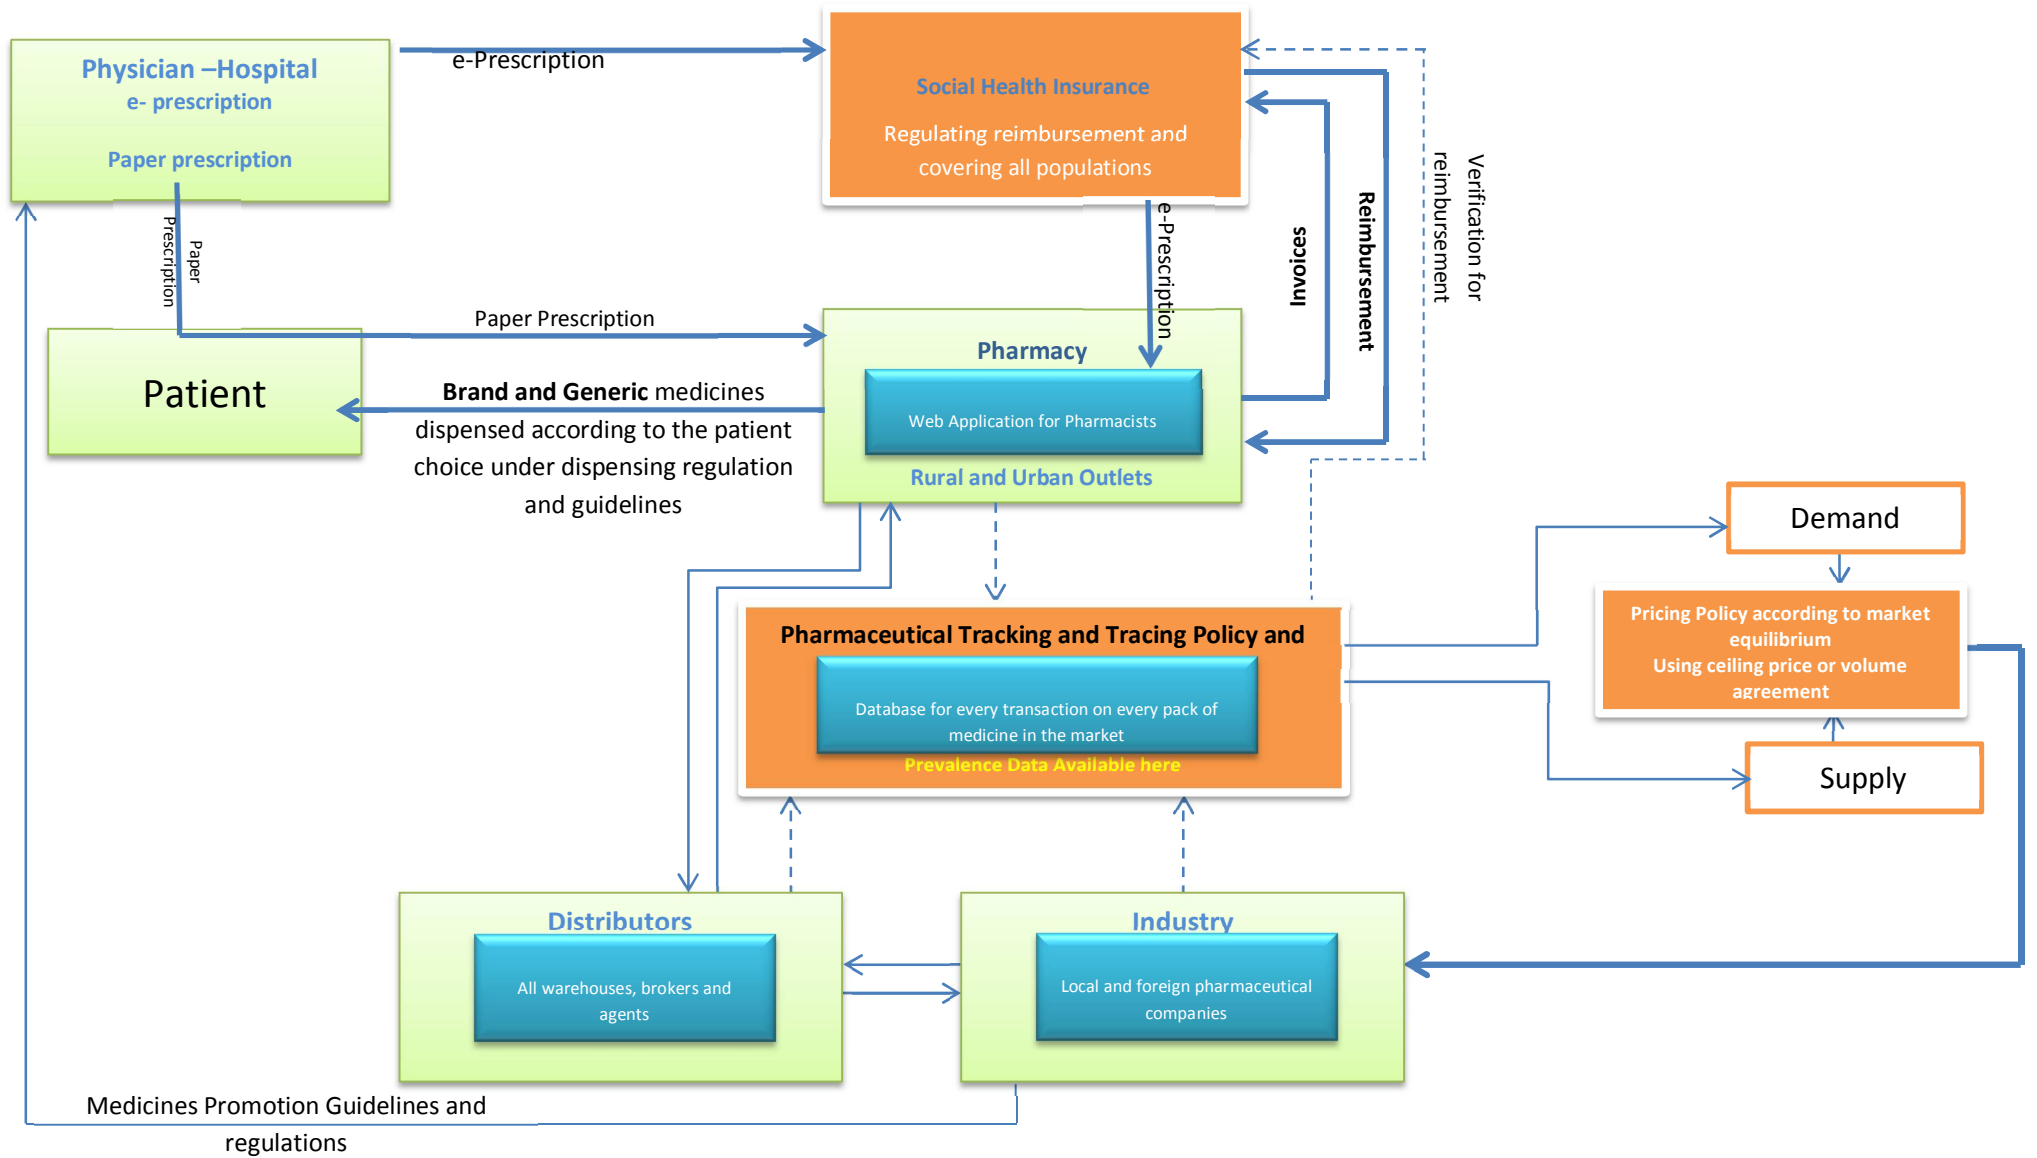 Physician –Hospital
e- prescription
Paper prescription
e-Prescription
Social Health Insurance
Regulating reimbursement and
covering all populations
Verification for
reimbursement
Reimbursement
Invoices
e-Prescription
Paper
Prescription
Paper Prescription
Patient
Brand and Generic medicines
dispensed according to the patient
choice under dispensing regulation
and guidelines
Pharmacy
Web Application for Pharmacists
Rural and Urban Outlets
Demand
Pricing Policy according to market
equilibrium
Using ceiling price or volume
agreement
Supply
Pharmaceutical Tracking and Tracing Policy and
Database for every transaction on every pack of
medicine in the market
Prevalence Data Available here
Distributors
All warehouses, brokers and
agents
Industry
Local and foreign pharmaceutical
companies
Medicines Promotion Guidelines and
regulations